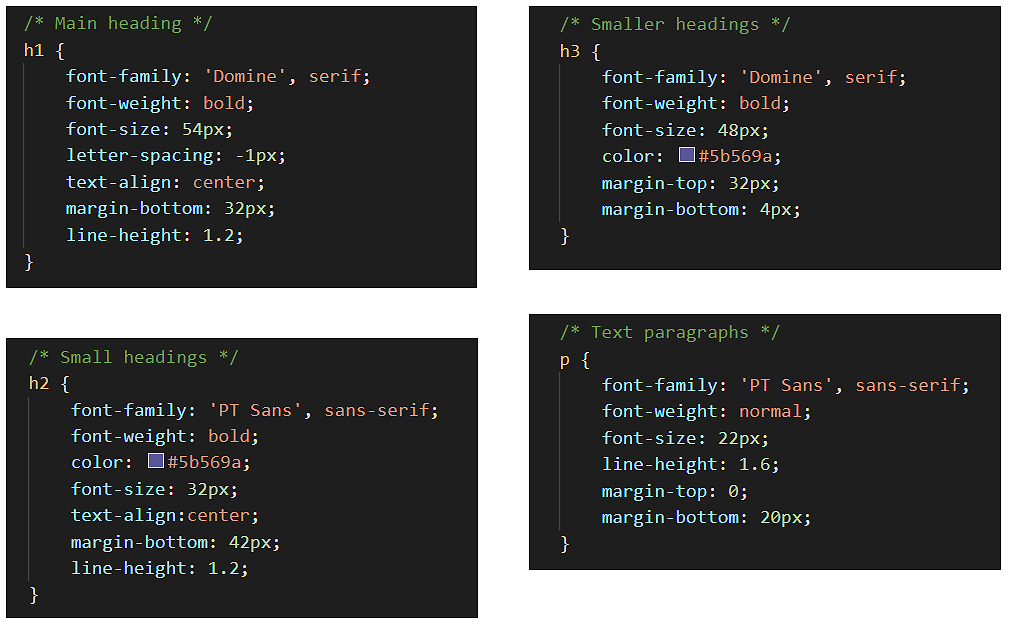 /* Main heading */
h1 {
font-family: 'Domine', serif;
font-weight: bold;
font-size: 54px;
letter-spacing: -1px;
text-align: center;
margin-bottom: 32px;
line-height: 1.2;
}
/* Small headings */
h2 {
font-family: 'PT Sans', sans-serif;
font-weight: bold;
color: #5b569a;
font-size: 32px;
text-align:center;
margin-bottom: 42px;
line-height: 1.2;
}
/* Smaller headings */
h3 {
font-family: 'Domine', serif;
font-weight: bold;
font-size: 48px;
color: #5b569a;
margin-top: 32px;
margin-bottom: 4px;
}
/* Text paragraphs */
p {
font-family: 'PT Sans', sans-serif;
font-weight: normal;
font-size: 22px;
line-height: 1.6;
margin-top: 0;
margin-bottom: 20px;
}